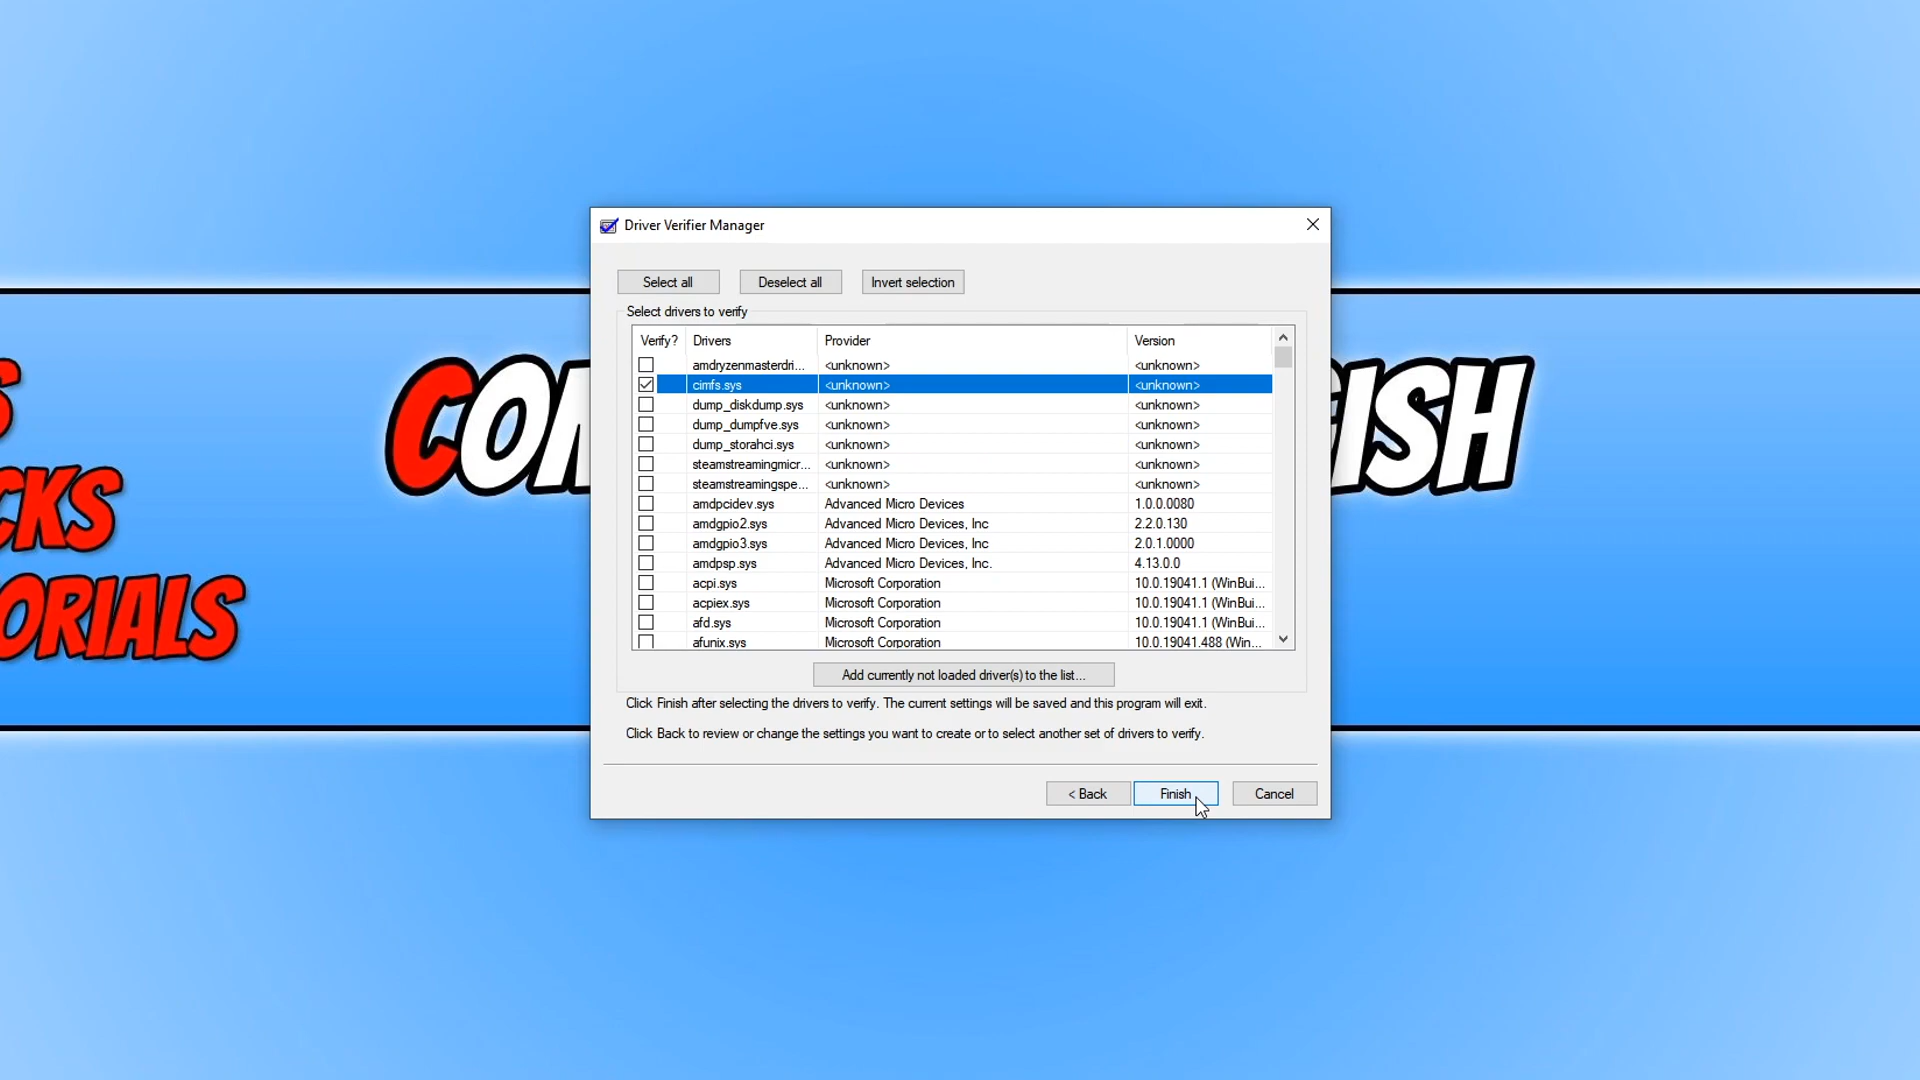 Driver Verifier Manager
Select all Deselect all Invert selection
Select drivers to verify
Verify? Drivers Provider Version
amdryzenmasterdri... <unknown> <unknown>
cimfs.sys <unknown> <unknown>
dump_diskdump.sys <unknown> <unknown>
dump_dumpfve.sys <unknown> <unknown>
dump_storahci.sys <unknown> <unknown>
steamstreamingmicr... <unknown> <unknown>
steamstreamingspe... <unknown> <unknown>
amdpcidev.sys Advanced Micro Devices 1.0.0.0080
amdgpio2.sys Advanced Micro Devices, Inc 2.2.0.130
amdgpio3.sys Advanced Micro Devices, Inc 2.0.1.0000
amdpsp.sys Advanced Micro Devices, Inc. 4.13.0.0
acpi.sys Microsoft Corporation 10.0.19041.1 (WinBui...
acpiex.sys Microsoft Corporation 10.0.19041.1 (WinBui...
afd.sys Microsoft Corporation 10.0.19041.1 (WinBui...
afunix.sys Microsoft Corporation 10.0.19041.488 (Win...
Add currently not loaded driver(s) to the list...
Click Finish after selecting the drivers to verify. The current settings will be saved and this program will exit.
Click Back to review or change the settings you want to create or to select another set of drivers to verify.
< Back Finish Cancel